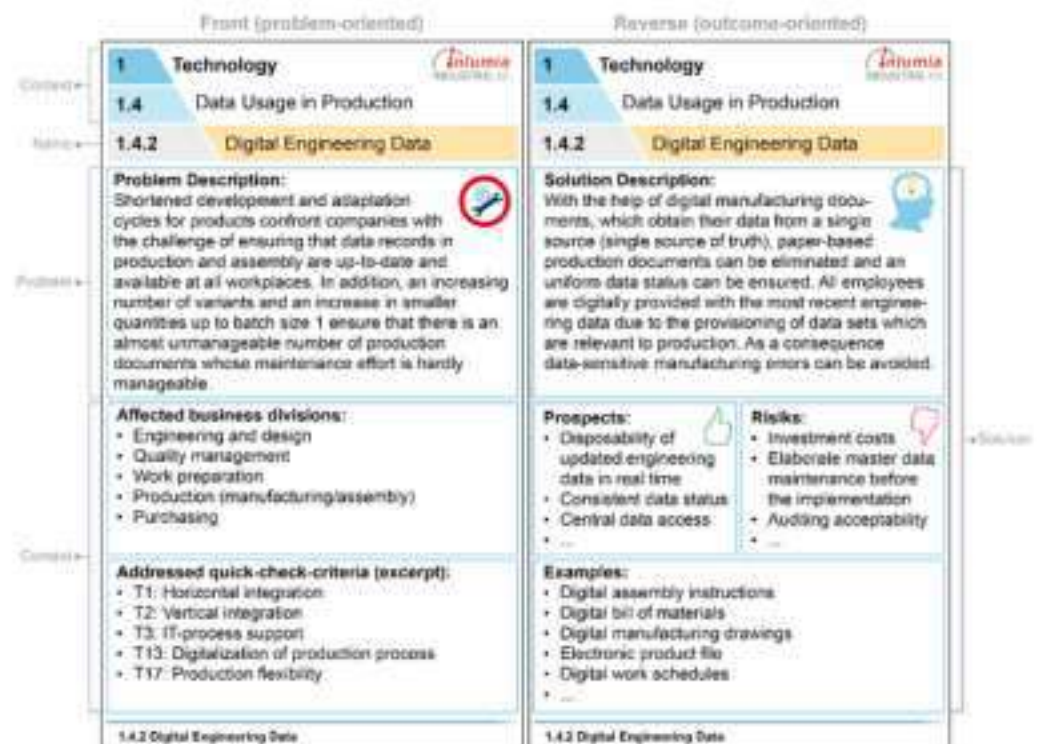 Front (problem-oriented)
Reverse (outcome-oriented)
Context
Name
Problem
Context
Solution
1 Technology
Intumia
INDUSTRIE 4.0
1.4 Data Usage in Production
1.4.2 Digital Engineering Data
Problem Description:
Shortened development and adaptation
cycles for products confront companies with
the challenge of ensuring that data records in
production and assembly are up-to-date and
available at all workplaces. In addition, an increasing
number of variants and an increase in smaller
quantities up to batch size 1 ensure that there is an
almost unmanageable number of production
documents whose maintenance effort is hardly
manageable.
Affected business divisions:
• Engineering and design
• Quality management
• Work preparation
• Production (manufacturing/assembly)
• Purchasing
Addressed quick-check-criteria (excerpt):
• T1: Horizontal integration
• T2: Vertical integration
• T3: IT-process support
• T13: Digitalization of production process
• T17: Production flexibility
1.4.2 Digital Engineering Data
1 Technology
Intumia
INDUSTRIE 4.0
1.4 Data Usage in Production
1.4.2 Digital Engineering Data
Solution Description:
With the help of digital manufacturing docu-
ments, which obtain their data from a single
source (single source of truth), paper-based
production documents can be eliminated and an
uniform data status can be ensured. All employees
are digitally provided with the most recent enginee-
ring data due to the provisioning of data sets which
are relevant to production. As a consequence
data-sensitive manufacturing errors can be avoided.
Prospects:
• Disposability of
updated engineering
data in real time
• Consistent data status
• Central data access
• ...
Risiks:
• Investment costs
• Elaborate master data
maintenance before
the implementation
• Auditing acceptability
• ...
Examples:
• Digital assembly instructions
• Digital bill of materials
• Digital manufacturing drawings
• Electronic product file
• Digital work schedules
• ...
1.4.2 Digital Engineering Data